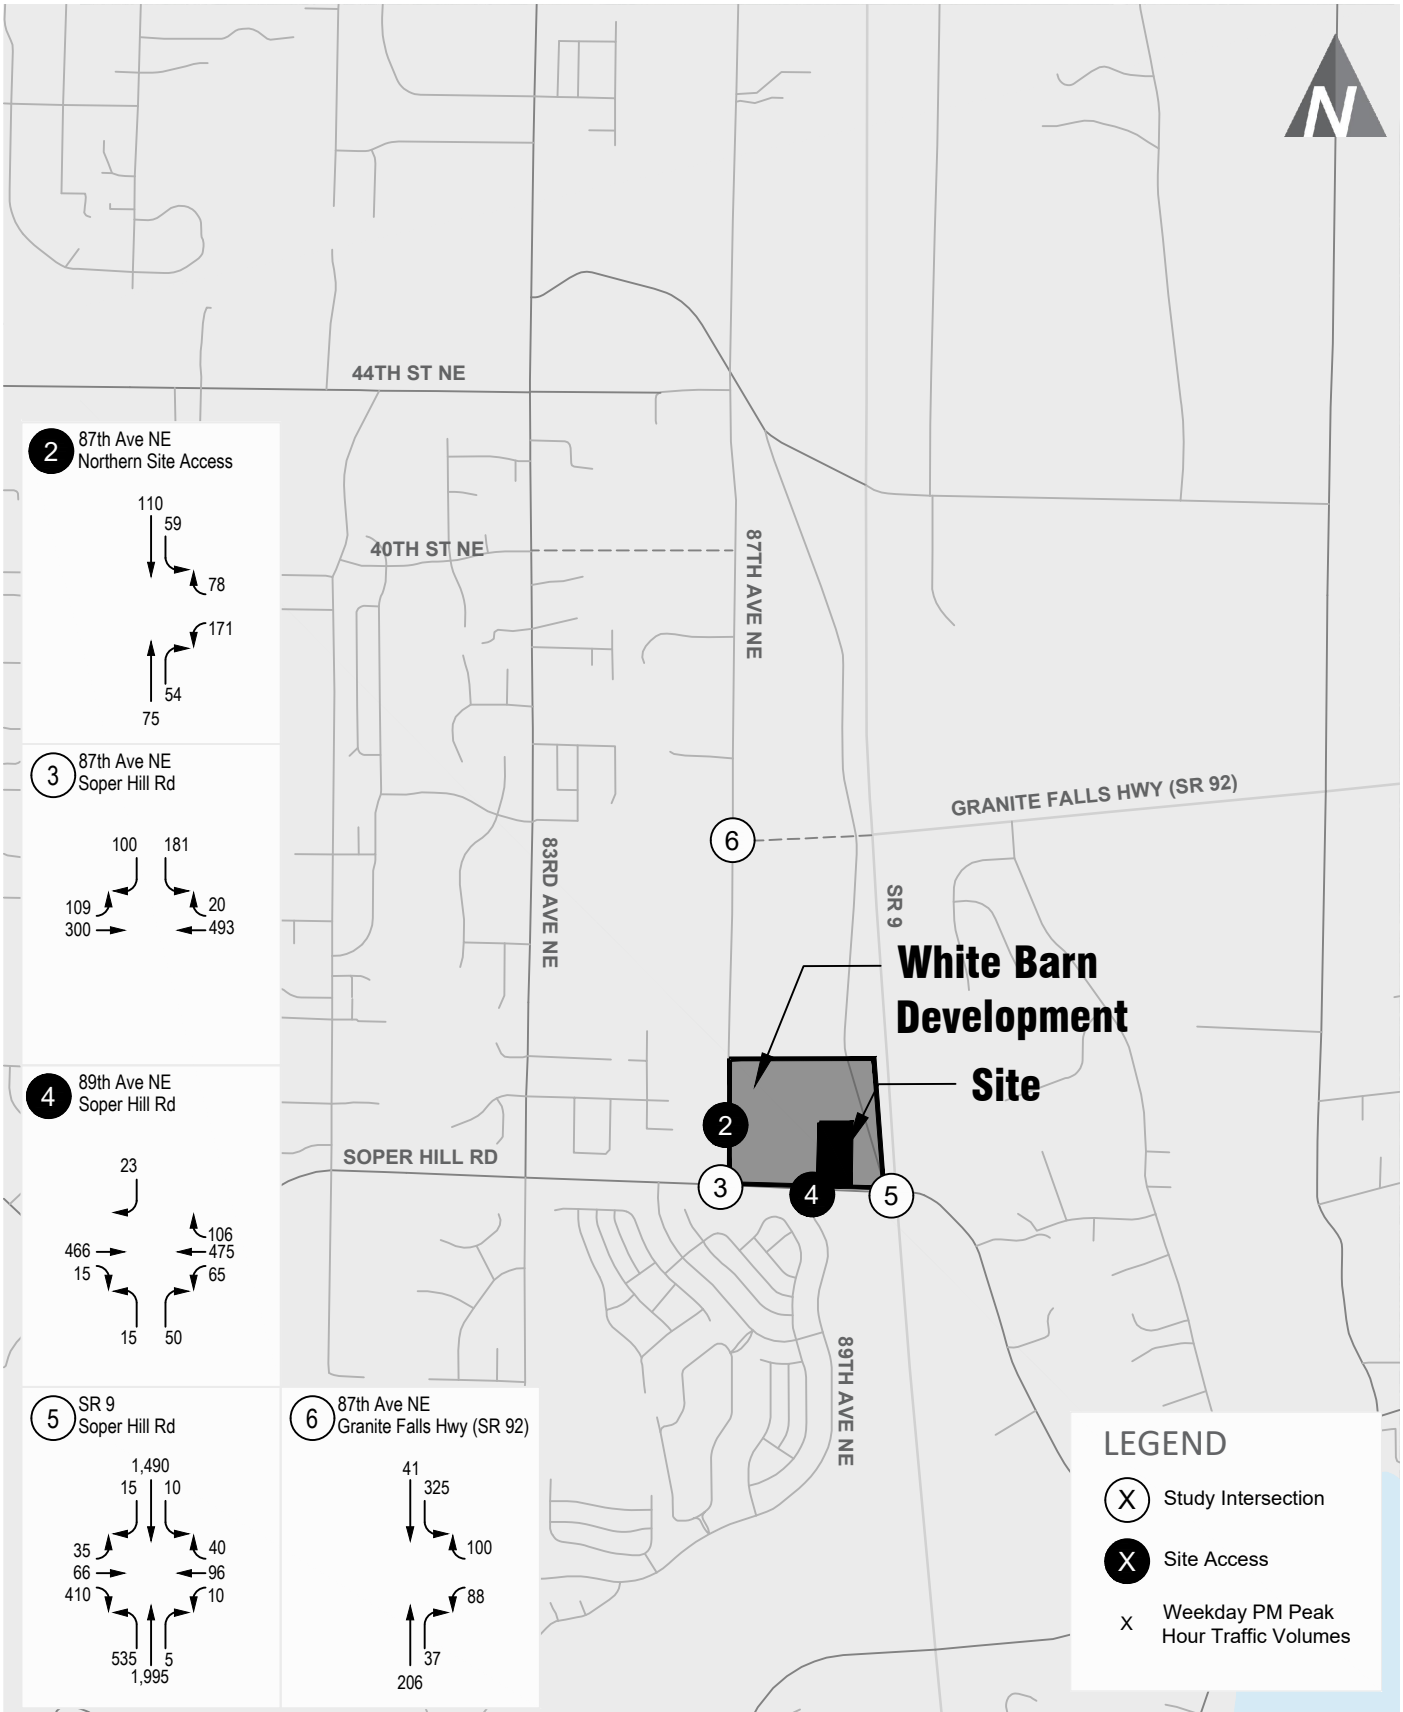 N
44TH ST NE
2
87th Ave NE
Northern Site Access
110
59
78
171
54
75
40TH ST NE
87TH AVE NE
3
87th Ave NE
Soper Hill Rd
100
181
109
20
300
493
6
GRANITE FALLS HWY (SR 92)
83RD AVE NE
SR 9
White Barn
Development
Site
4
89th Ave NE
Soper Hill Rd
23
106
466
475
15
65
15
50
2
SOPER HILL RD
3
4
5
89TH AVE NE
5
SR 9
Soper Hill Rd
1,490
15
10
35
40
66
96
410
10
535
5
1,995
6
87th Ave NE
Granite Falls Hwy (SR 92)
41
325
100
88
37
206
LEGEND
X
Study Intersection
X
Site Access
X
Weekday PM Peak
Hour Traffic Volumes